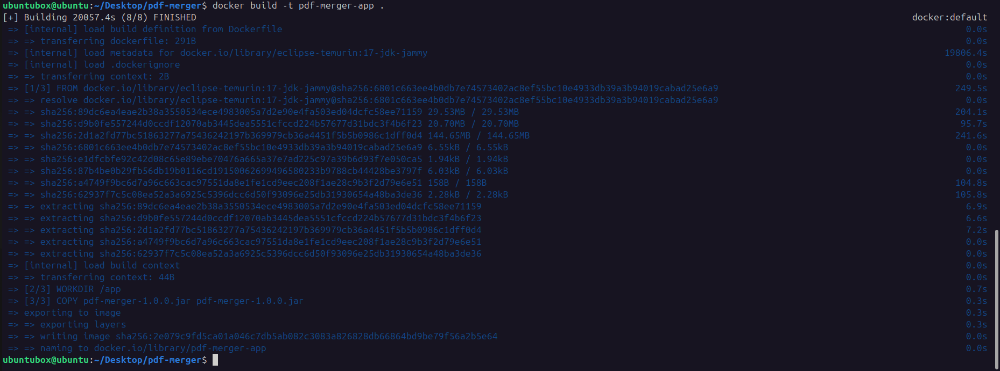 ubuntubox@ubuntu:~/Desktop/pdf-merger$ docker build -t pdf-merger-app .
[+] Building 20057.4s (8/8) FINISHED docker:default
=> [internal] load build definition from Dockerfile 0.0s
=> => transferring dockerfile: 291B 0.0s
=> [internal] load metadata for docker.io/library/eclipse-temurin:17-jdk-jammy 19806.4s
=> [internal] load .dockerignore 0.0s
=> => transferring context: 2B 0.0s
=> [1/3] FROM docker.io/library/eclipse-temurin:17-jdk-jammy@sha256:6801c663ee4b0db7e74573402ac8ef55bc10e4933db39a3b94019cabad25e6a9 249.5s
=> => resolve docker.io/library/eclipse-temurin:17-jdk-jammy@sha256:6801c663ee4b0db7e74573402ac8ef55bc10e4933db39a3b94019cabad25e6a9 0.0s
=> => sha256:89dc6ea4eae2b38a3550534ece4983005a7d2e90e4fa503ed04dcfc58ee71159 29.53MB / 29.53MB 204.1s
=> => sha256:d9b0fe557244d0ccdf12070ab3445dea5551cfccd224b57677d31bdc3f4b6f23 20.70MB / 20.70MB 95.7s
=> => sha256:2d1a2fd77bc51863277a75436242197b369979cb36a4451f5b5b0986c1dff0d4 144.65MB / 144.65MB 241.6s
=> => sha256:6801c663ee4b0db7e74573402ac8ef55bc10e4933db39a3b94019cabad25e6a9 6.55kB / 6.55kB 0.0s
=> => sha256:e1dfcbfe92c42d08c65e89ebe70476a665a37e7ad225c97a39b6d93f7e050ca5 1.94kB / 1.94kB 0.0s
=> => sha256:87b4be0b29fb56db19b0116cd19150062699496580233b9788cb44428be3797f 6.03kB / 6.03kB 0.0s
=> => sha256:a4749f9bc6d7a96c663cac97551da8e1fe1cd9eec208f1ae28c9b3f2d79e6e51 158B / 158B 104.8s
=> => sha256:62937f7c5c08ea52a3a6925c5396dcc6d50f93096e25db31930654a48ba3de36 2.28kB / 2.28kB 105.8s
=> => extracting sha256:89dc6ea4eae2b38a3550534ece4983005a7d2e90e4fa503ed04dcfc58ee71159 6.9s
=> => extracting sha256:d9b0fe557244d0ccdf12070ab3445dea5551cfccd224b57677d31bdc3f4b6f23 6.6s
=> => extracting sha256:2d1a2fd77bc51863277a75436242197b369979cb36a4451f5b5b0986c1dff0d4 7.2s
=> => extracting sha256:a4749f9bc6d7a96c663cac97551da8e1fe1cd9eec208f1ae28c9b3f2d79e6e51 0.0s
=> => extracting sha256:62937f7c5c08ea52a3a6925c5396dcc6d50f93096e25db31930654a48ba3de36 0.0s
=> [internal] load build context 0.0s
=> => transferring context: 44B 0.0s
=> [2/3] WORKDIR /app 0.7s
=> [3/3] COPY pdf-merger-1.0.0.jar pdf-merger-1.0.0.jar 0.3s
=> exporting to image 0.3s
=> => exporting layers 0.3s
=> => writing image sha256:2e079c9fd5ca01a046c7db5ab082c3083a826828db66864bd9be79f56a2b5e64 0.0s
=> => naming to docker.io/library/pdf-merger-app 0.0s
ubuntubox@ubuntu:~/Desktop/pdf-merger$